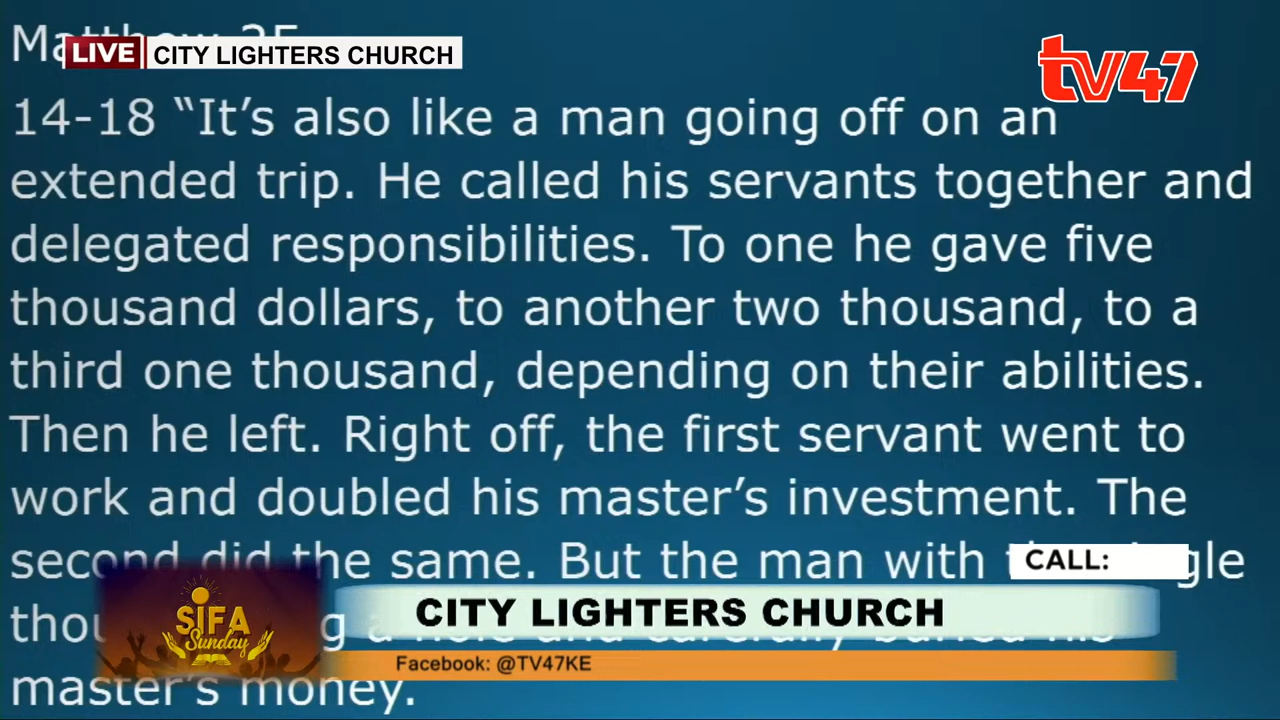 LIVE CITY LIGHTERS CHURCH
tv47
14-18 “It’s also like a man going off on an
extended trip. He called his servants together and
delegated responsibilities. To one he gave five
thousand dollars, to another two thousand, to a
third one thousand, depending on their abilities.
Then he left. Right off, the first servant went to
work and doubled his master’s investment. The
second did the same. But the man with
CALL:
SIFA
Sunday
CITY LIGHTERS CHURCH
Facebook: @TV47KE
master’s money.